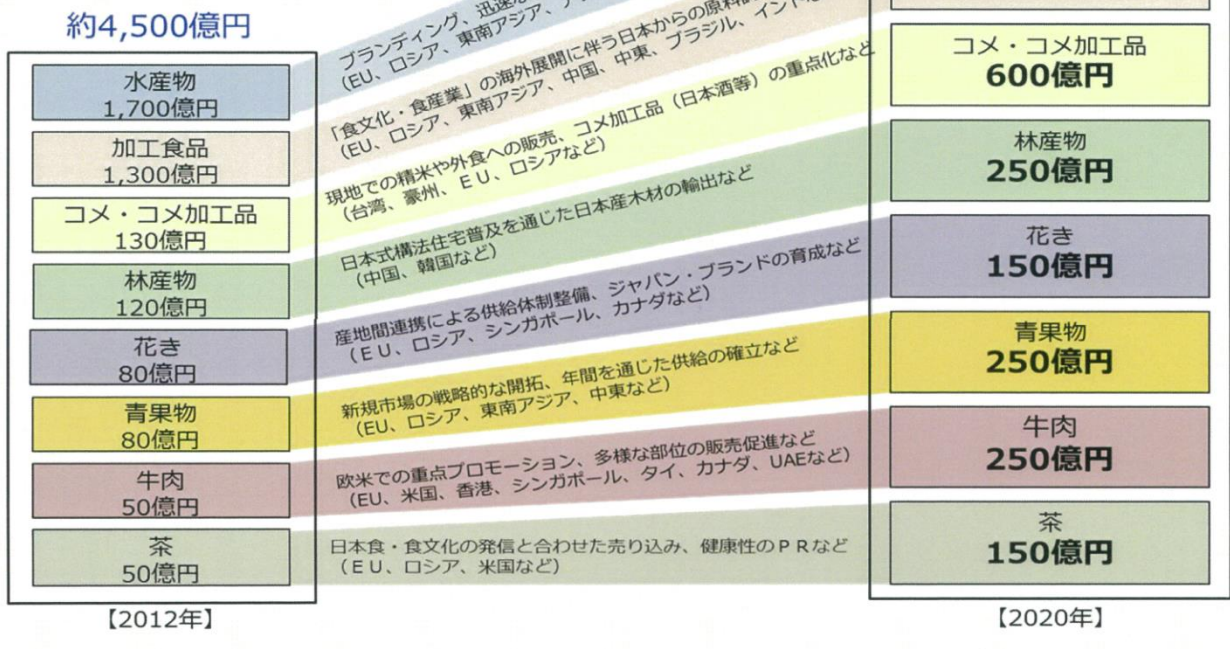 約4,500億円
水産物
1,700億円
加工食品
1,300億円
コメ・コメ加工品
130億円
林産物
120億円
花き
80億円
青果物
80億円
牛肉
50億円
茶
50億円
【2012年】
ブランディング、迅速
(EU、ロシア、東南アジア、
「食文化・食産業」の海外展開に伴う日本からの原料
(EU、ロシア、東南アジア、中国、中東、ブラジル、インド
現地での精米や外食への販売、コメ加工品(日本酒等)の重点化など
(台湾、豪州、EU、ロシアなど)
日本式構法住宅普及を通じた日本産木材の輸出など
(中国、韓国など)
産地間連携による供給体制整備、ジャパン・ブランドの育成など
(EU、ロシア、シンガポール、カナダなど)
新規市場の戦略的な開拓、年間を通じた供給の確立など
(EU、ロシア、東南アジア、中東など)
欧米での重点プロモーション、多様な部位の販売促進など
(EU、米国、香港、シンガポール、タイ、カナダ、UAEなど)
日本食・食文化の発信と合わせた売り込み、健康性のPRなど
(EU、ロシア、米国など)
コメ・コメ加工品
600億円
林産物
250億円
花き
150億円
青果物
250億円
牛肉
250億円
茶
150億円
【2020年】